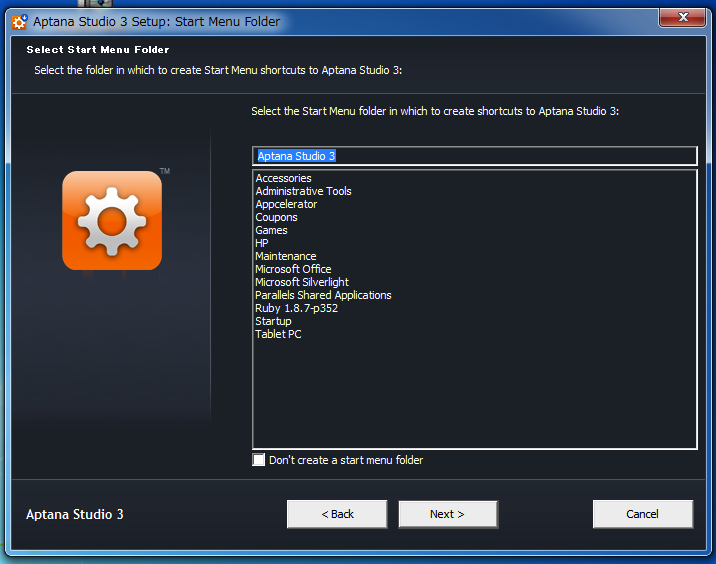 Aptana Studio 3 Setup: Start Menu Folder
Select Start Menu Folder
Select the folder in which to create Start Menu shortcuts to Aptana Studio 3:
Select the Start Menu folder in which to create shortcuts to Aptana Studio 3:
Aptana Studio 3
TM
Accessories
Administrative Tools
Appcelerator
Coupons
Games
HP
Maintenance
Microsoft Office
Microsoft Silverlight
Parallels Shared Applications
Ruby 1.8.7-p352
Startup
Tablet PC
Don't create a start menu folder
Aptana Studio 3
< Back
Next >
Cancel